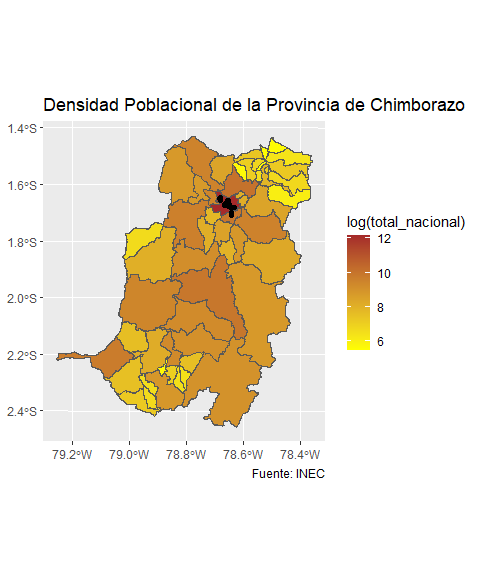 Densidad Poblacional de la Provincia de Chimborazo
1.4°S
1.6°S
1.8°S
2.0°S
2.2°S
2.4°S
79.2°W 79.0°W 78.8°W 78.6°W 78.4°W
log(total_nacional)
12
10
8
6
Fuente: INEC